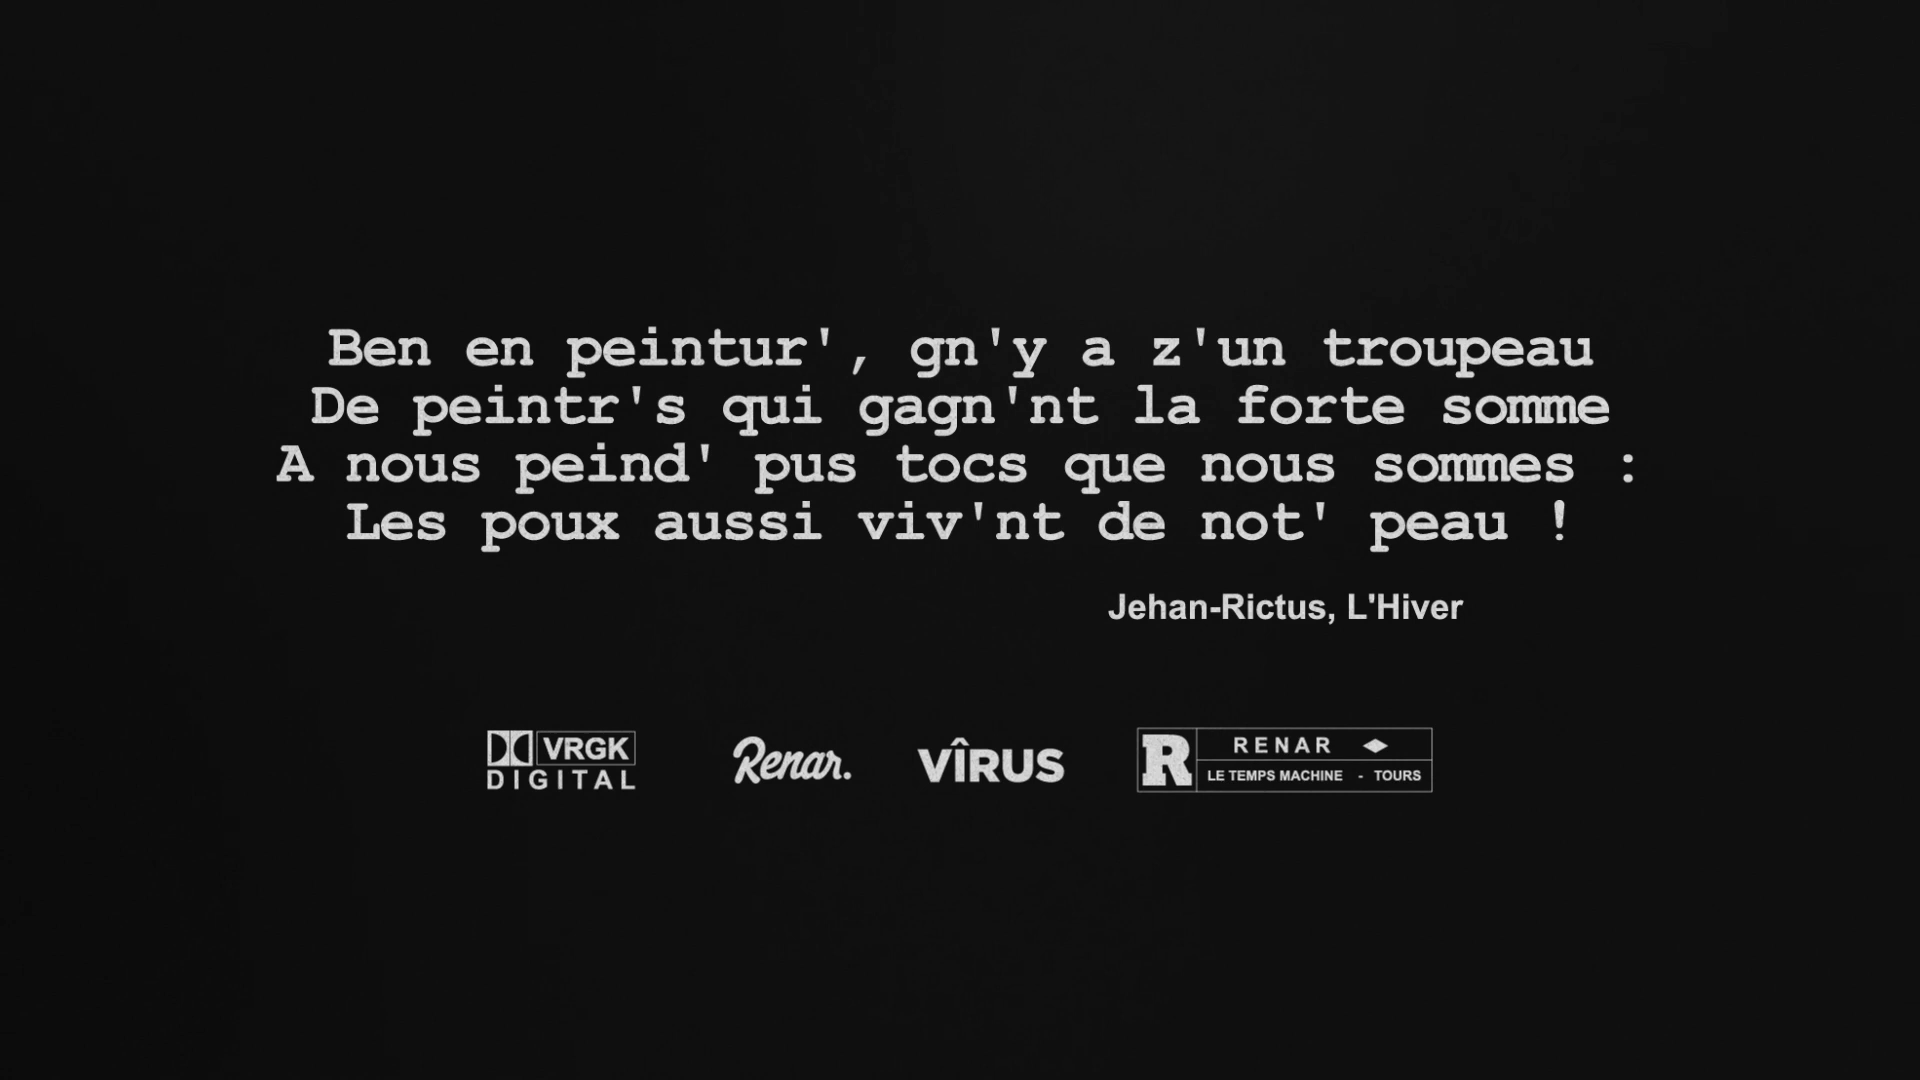 Ben en peintur', gn'y a z'un troupeau
De peintr's qui gagn'nt la forte somme
A nous peind' pus tocs que nous sommes :
Les poux aussi viv'nt de not' peau !
Jehan-Rictus, L'Hiver
VRGK
DIGITAL
Renar.
VÎRUS
R
RENAR
LE TEMPS MACHINE - TOURS